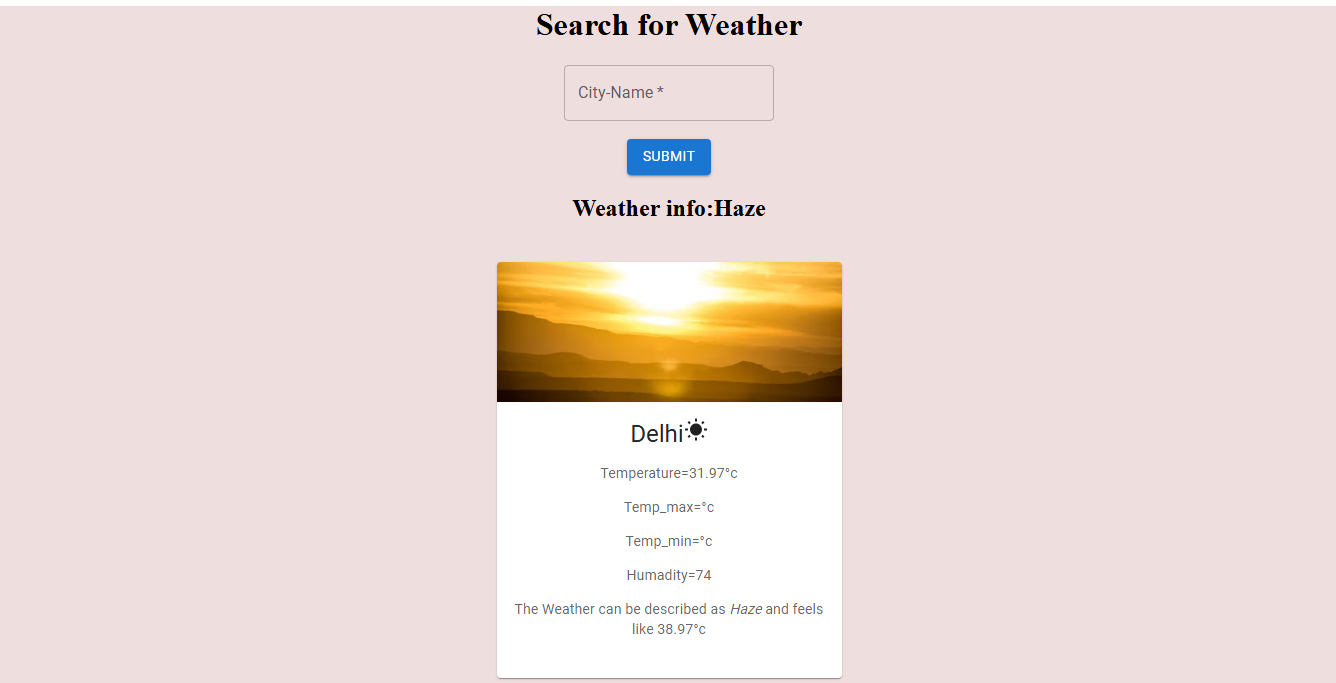 Search for Weather
City-Name *
SUBMIT
Weather info:Haze
Delhi
Temperature=31.97°c
Temp_max=°c
Temp_min=°c
Humadity=74
The Weather can be described as Haze and feels
like 38.97°c